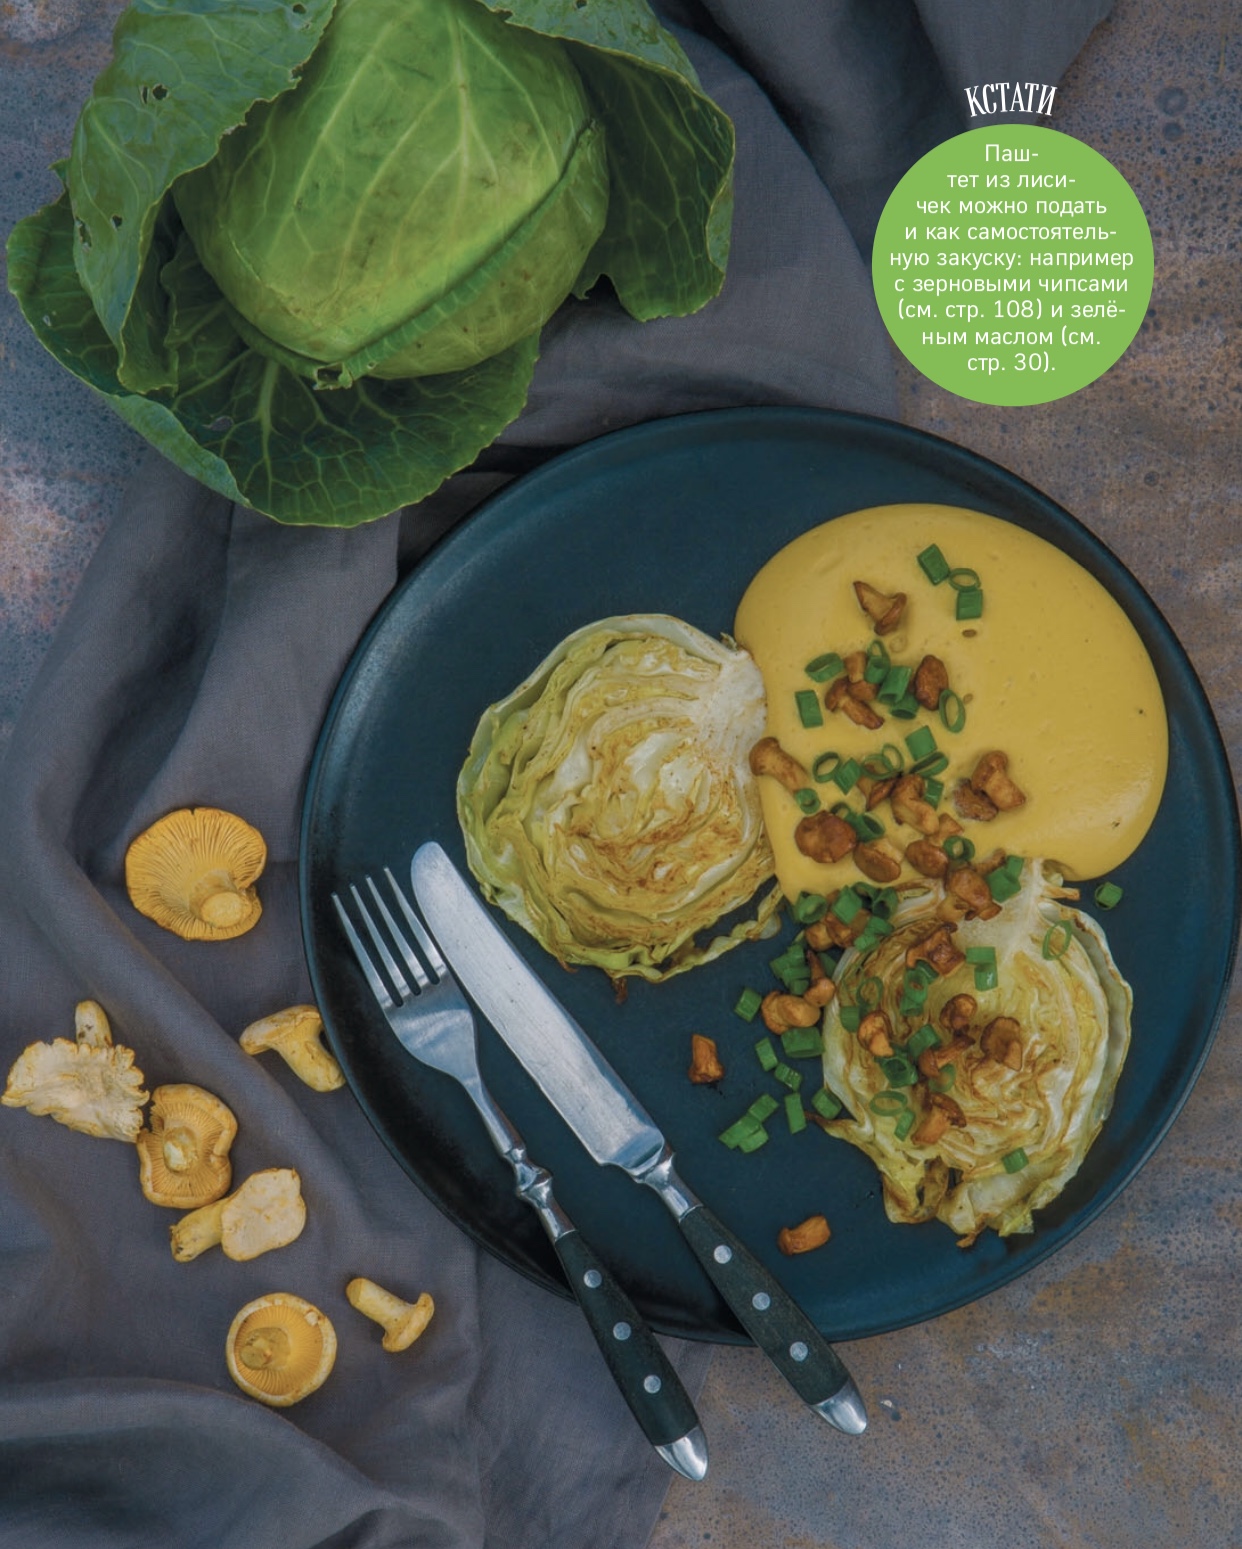 КСТАТИ
Паш-
тет из лиси-
чек можно подать
и как самостоятель-
ную закуску: например
с зерновыми чипсами
(см. стр. 108) и зелё-
ным маслом (см.
стр. 30).